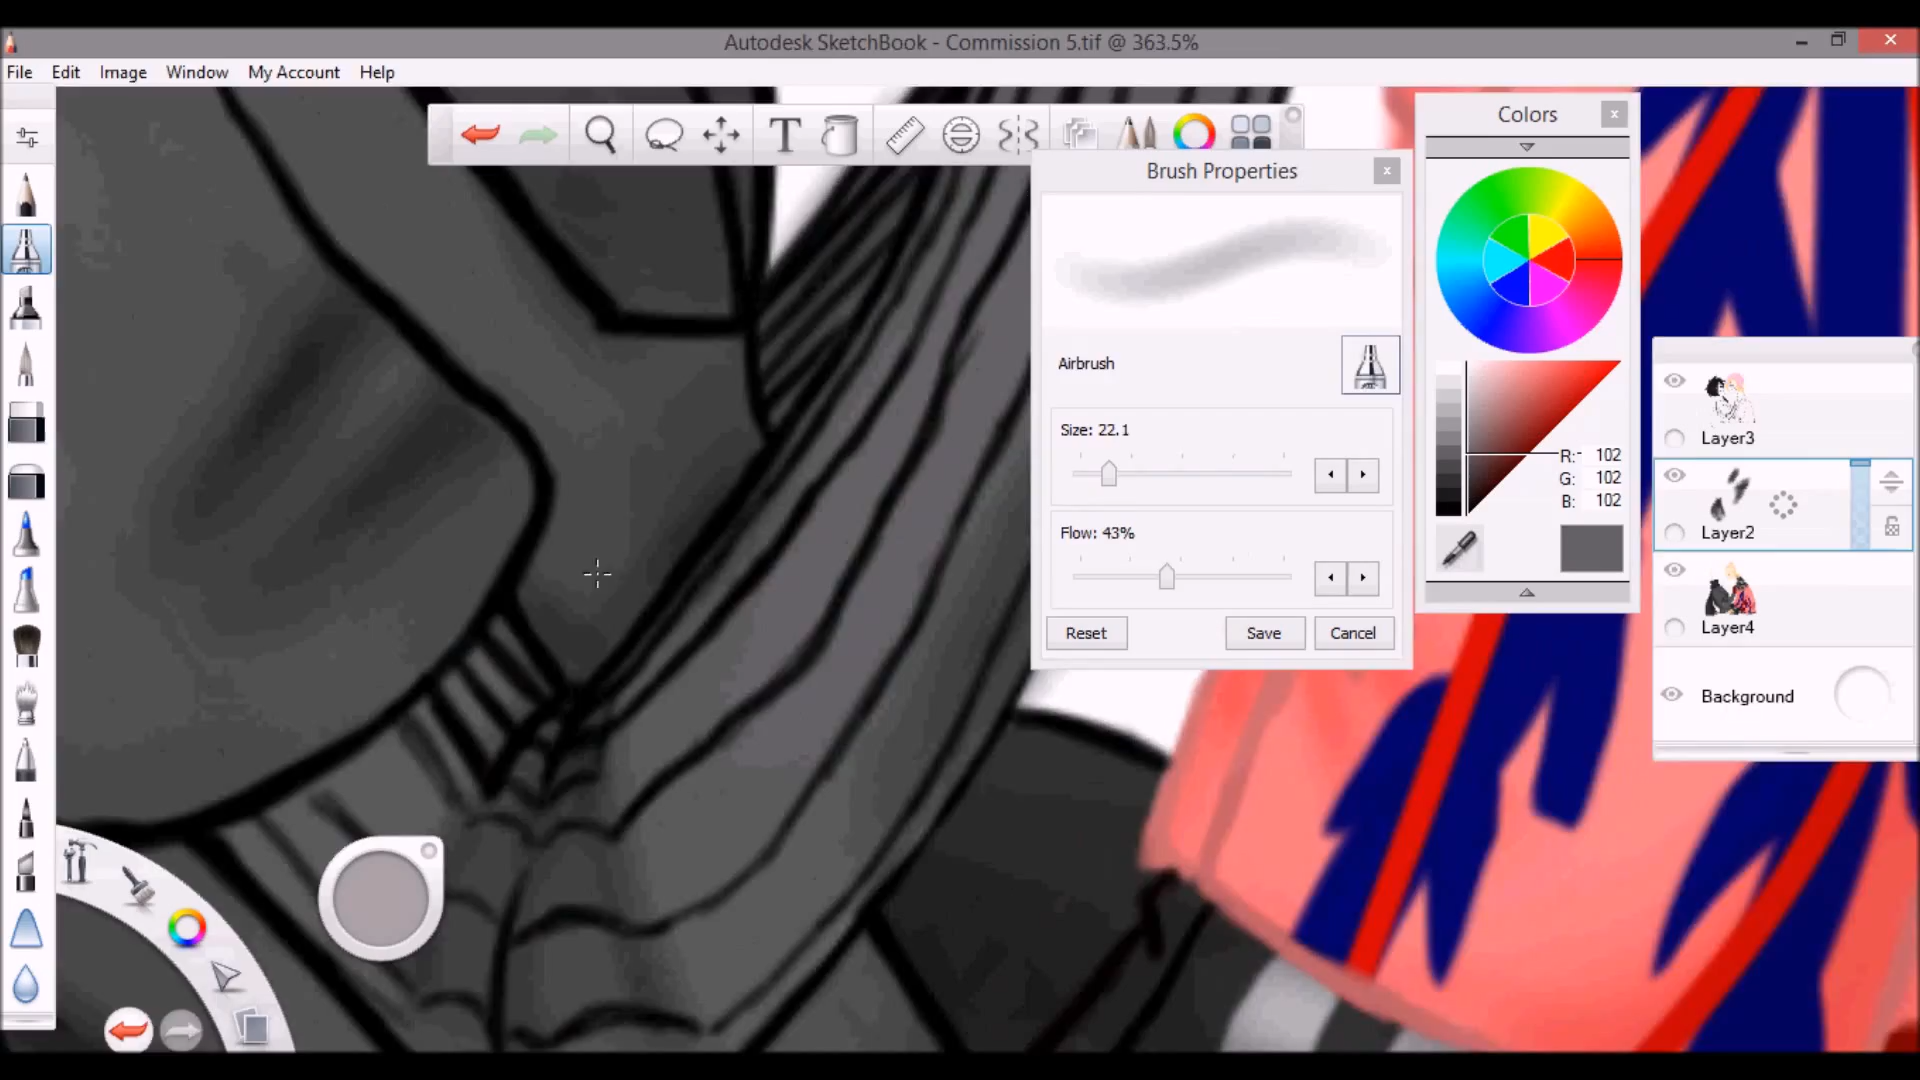 Autodesk SketchBook - Commission 5.tif @ 363.5%
File Edit Image Window My Account Help
T
Colors
Brush Properties
Airbrush
Size: 22.1
Flow: 43%
Reset Save Cancel
R: 102
G: 102
B: 102
Layer3
Layer2
Layer4
Background